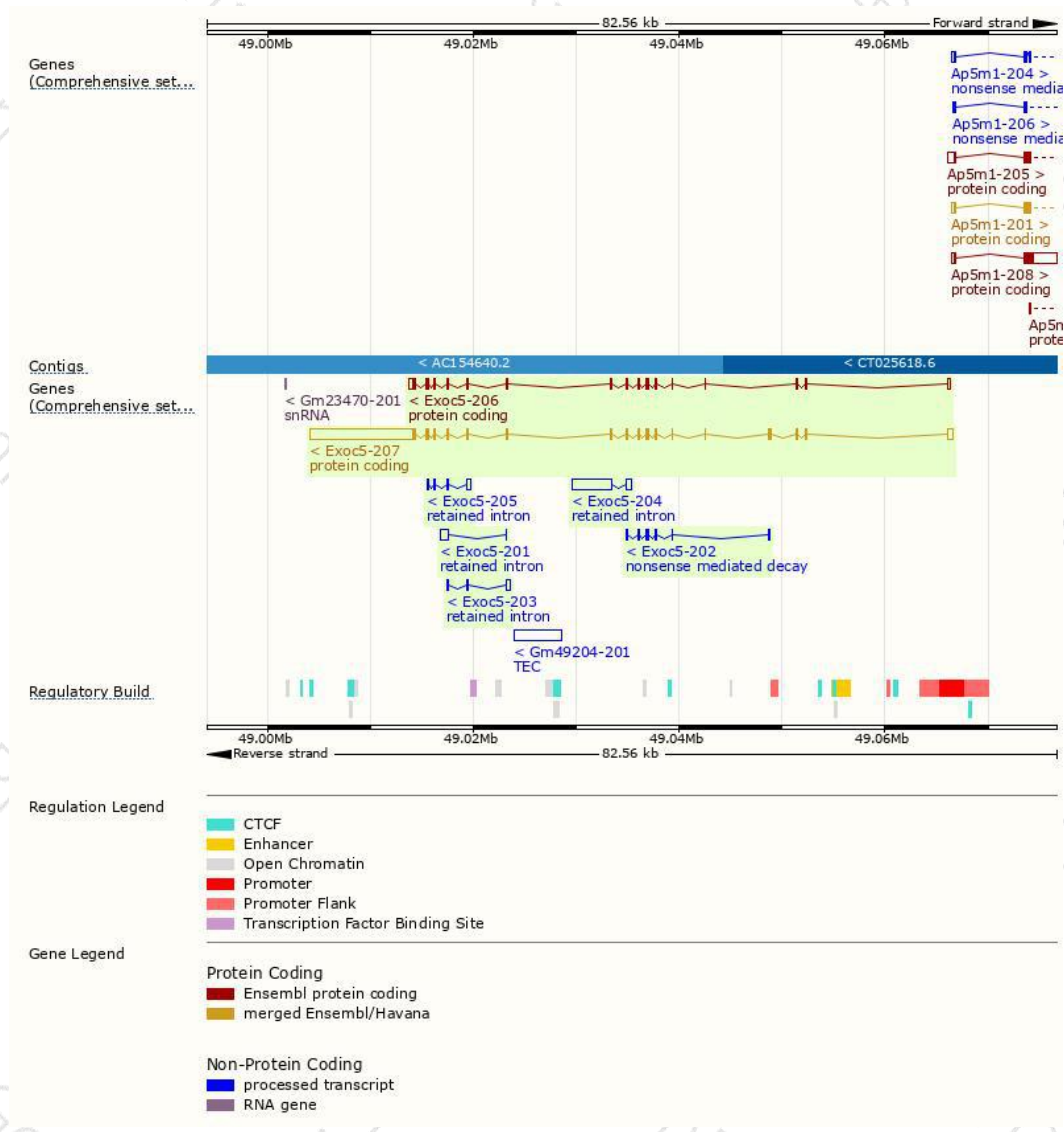 82.56 kb Forward strand
49.00Mb 49.02Mb 49.04Mb 49.06Mb
Genes
(Comprehensive set...
Ap5m1-204 >
nonsense media
Ap5m1-206 >
nonsense media
Ap5m1-205 >
protein coding
Ap5m1-201 >
protein coding
Ap5m1-208 >
protein coding
Ap5m
prote
Contigs
< AC154640.2 < CT025618.6
Genes
(Comprehensive set...
< Gm23470-201 < Exoc5-206
snRNA protein coding
< Exoc5-207
protein coding
< Exoc5-205 < Exoc5-204
retained intron retained intron
< Exoc5-201 < Exoc5-202
retained intron nonsense mediated decay
< Exoc5-203
retained intron
< Gm49204-201
TEC
Regulatory Build
49.00Mb 49.02Mb 49.04Mb 49.06Mb
Reverse strand 82.56 kb
Regulation Legend
CTCF
Enhancer
Open Chromatin
Promoter
Promoter Flank
Transcription Factor Binding Site
Gene Legend
Protein Coding
Ensembl protein coding
merged Ensembl/Havana
Non-Protein Coding
processed transcript
RNA gene